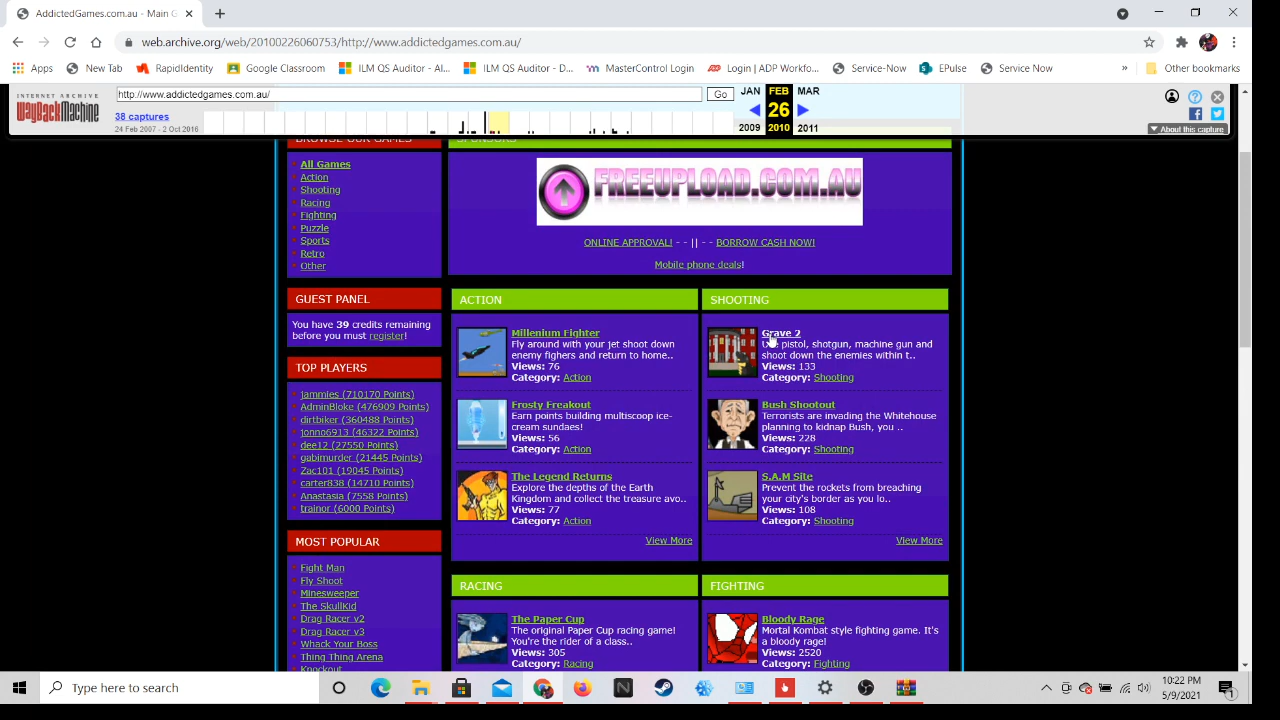 AddictedGames.com.au - Main G
web.archive.org/web/20100226060753/http://www.addictedgames.com.au/
Apps New Tab RapidIdentity Google Classroom ILM QS Auditor - Al... ILM QS Auditor - D... MasterControl Login Login | ADP Workfo... Service-Now EPulse Service Now » Other bookmarks
INTERNET ARCHIVE
WayBackMachine
http://www.addictedgames.com.au/ Go
38 captures
24 Feb 2007 - 2 Oct 2016
JAN FEB MAR
26
2009 2010 2011
About this capture
BROWSE OUR GAMES
All Games
Action
Shooting
Racing
Fighting
Puzzle
Sports
Retro
Other
SPONSORS
FREEUPLOAD.COM.AU
ONLINE APPROVAL! - - || - - BORROW CASH NOW!
Mobile phone deals!
GUEST PANEL
You have 39 credits remaining
before you must register!
TOP PLAYERS
jammies (710170 Points)
AdminBloke (476909 Points)
dirtbiker (360488 Points)
jonno6913 (46322 Points)
dee12 (27550 Points)
gabimurder (21445 Points)
Zac101 (19045 Points)
carter838 (14710 Points)
Anastasia (7558 Points)
trainor (6000 Points)
MOST POPULAR
Fight Man
Fly Shoot
Minesweeper
The SkullKid
Drag Racer v2
Drag Racer v3
Whack Your Boss
Thing Thing Arena
Knockout
ACTION
Millenium Fighter
Fly around with your jet shoot down
enemy fighers and return to home..
Views: 76
Category: Action
Frosty Freakout
Earn points building multiscoop ice-
cream sundaes!
Views: 56
Category: Action
The Legend Returns
Explore the depths of the Earth
Kingdom and collect the treasure avo..
Views: 77
Category: Action
View More
SHOOTING
Grave 2
Use pistol, shotgun, machine gun and
shoot down the enemies within t..
Views: 133
Category: Shooting
Bush Shootout
Terrorists are invading the Whitehouse
planning to kidnap Bush, you ..
Views: 228
Category: Shooting
S.A.M Site
Prevent the rockets from breaching
your city's border as you lo..
Views: 108
Category: Shooting
View More
RACING
The Paper Cup
The original Paper Cup racing game!
You're the rider of a class..
Views: 305
Category: Racing
FIGHTING
Bloody Rage
Mortal Kombat style fighting game. It's
a bloody rage!
Views: 2520
Category: Fighting
Type here to search
10:22 PM
5/9/2021